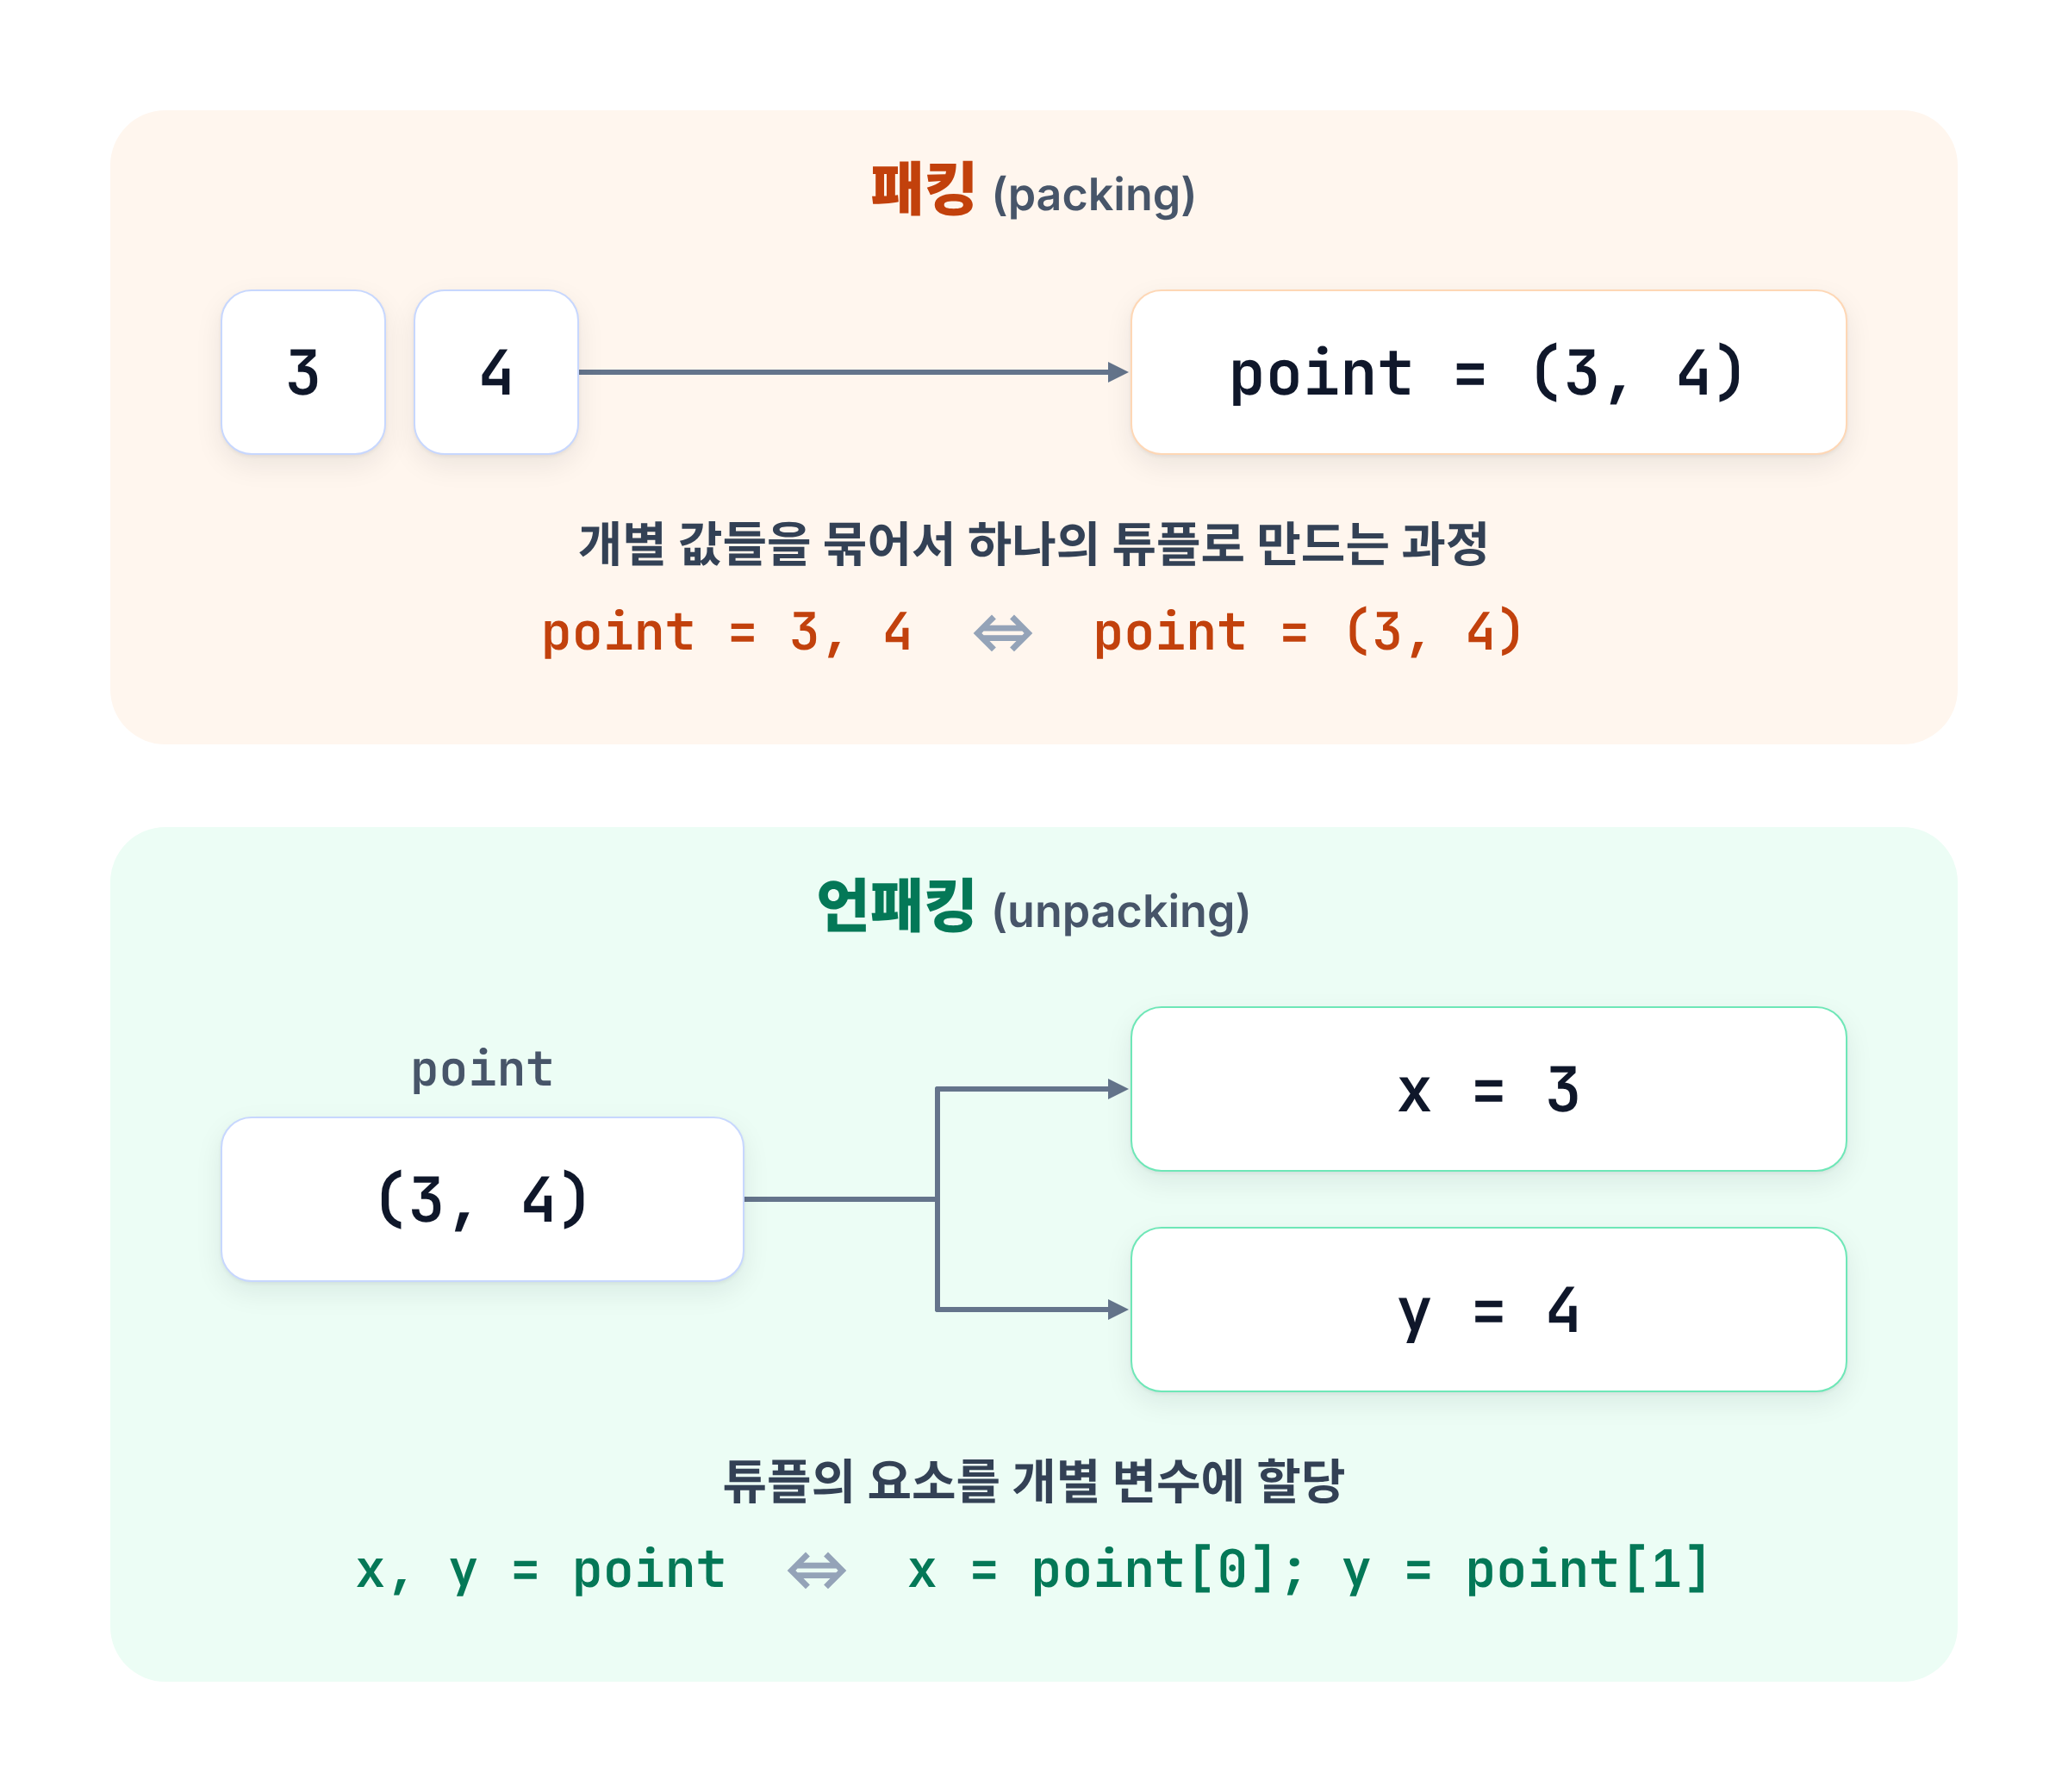 패킹 (packing)
3 4 point = (3, 4)
개별 값들을 묶어서 하나의 튜플로 만드는 과정
point = 3, 4 ⇔ point = (3, 4)
언패킹 (unpacking)
point
(3, 4)
x = 3
y = 4
튜플의 요소를 개별 변수에 할당
x, y = point ⇔ x = point[0]; y = point[1]